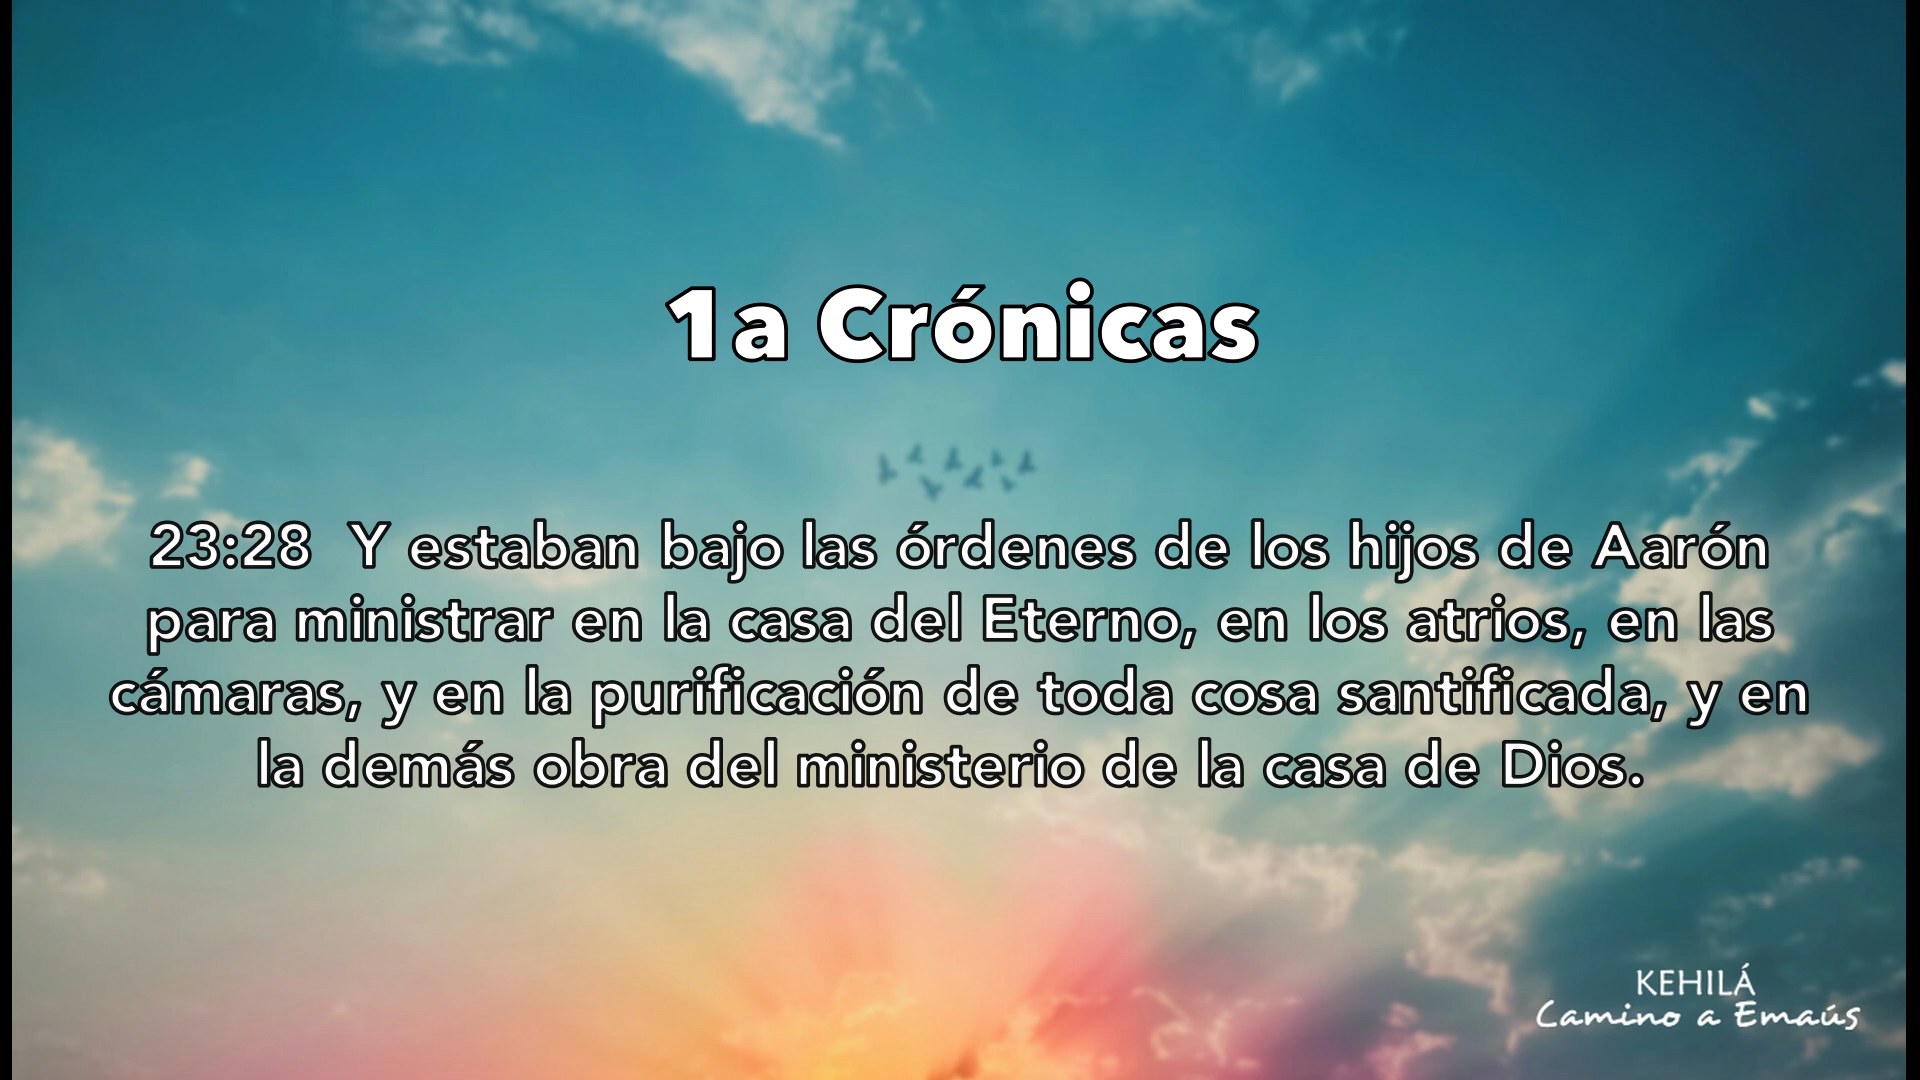 1a Crónicas
23:28 Y estaban bajo las órdenes de los hijos de Aarón
para ministrar en la casa del Eterno, en los atrios, en las
cámaras, y en la purificación de toda cosa santificada, y en
la demás obra del ministerio de la casa de Dios.
KEHILÁ
Camino a Emaús